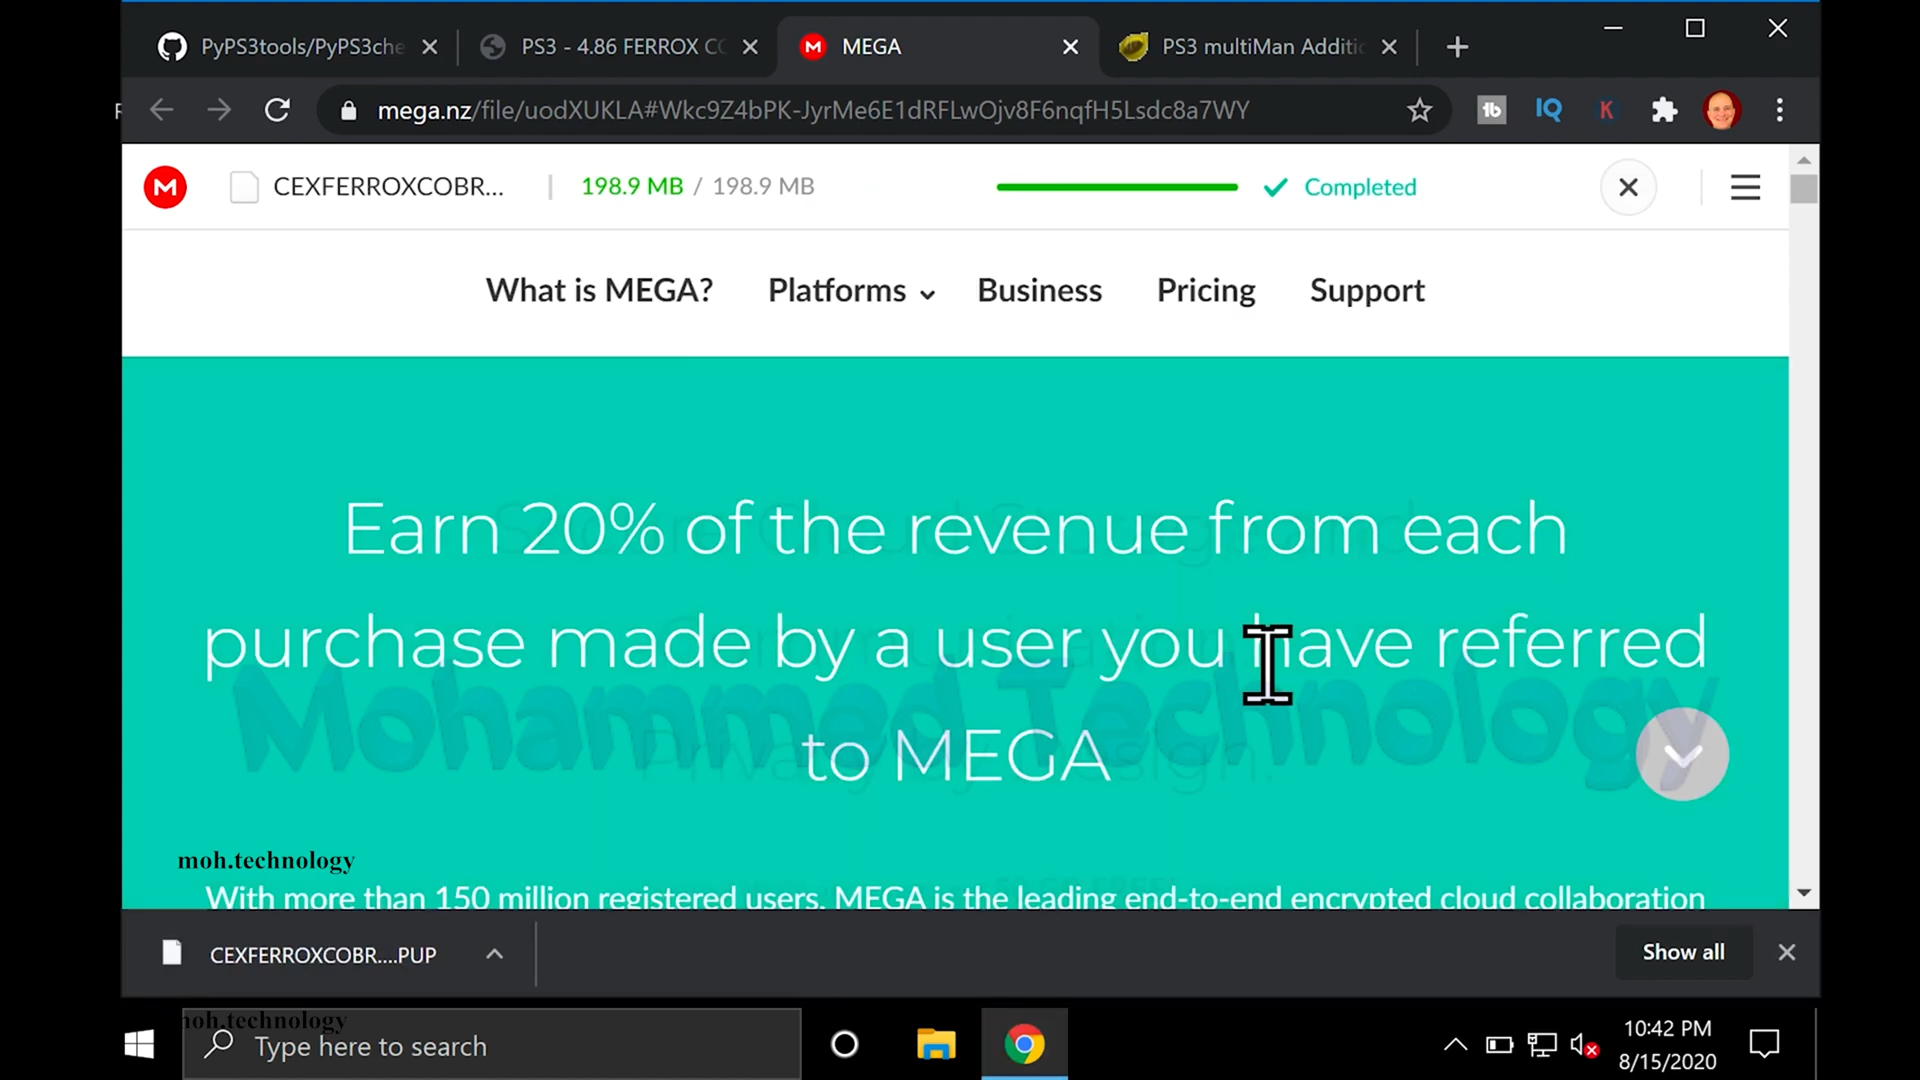 PyPS3tools/PyPS3che
PS3 - 4.86 FERROX CO
MEGA
PS3 multiMan Additi
mega.nz/file/uodXUKLA#Wkc9Z4bPK-JyrMe6E1dRFLwOjv8F6nqfH5Lsdc8a7WY
CEXFERROXCOBR... 198.9 MB / 198.9 MB Completed
What is MEGA? Platforms Business Pricing Support
Earn 20% of the revenue from each
purchase made by a user you have referred
to MEGA
Mohammed Technology
moh.technology
With more than 150 million registered users, MEGA is the leading end-to-end encrypted cloud collaboration
CEXFERROXCOBR....PUP
Show all
moh.technology
Type here to search
10:42 PM
8/15/2020